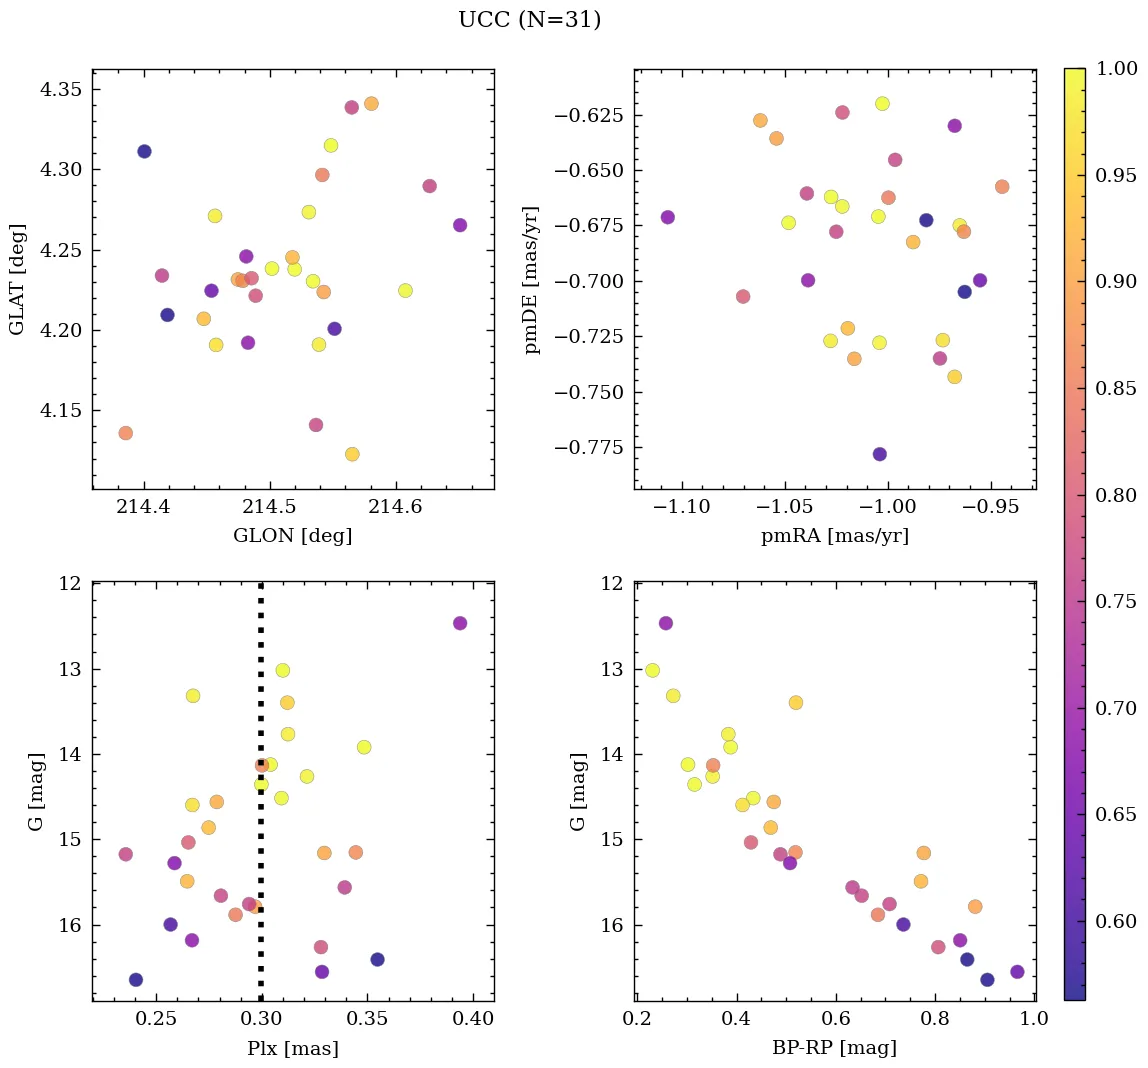 UCC (N=31)
4.35
4.30
4.25
4.20
4.15
GLAT [deg]
214.4 214.5 214.6
GLON [deg]
−0.625
−0.650
−0.675
−0.700
−0.725
−0.750
−0.775
pmDE [mas/yr]
−1.10 −1.05 −1.00 −0.95
pmRA [mas/yr]
12
13
14
15
16
G [mag]
0.25 0.30 0.35 0.40
Plx [mas]
12
13
14
15
16
G [mag]
0.2 0.4 0.6 0.8 1.0
BP-RP [mag]
1.00
0.95
0.90
0.85
0.80
0.75
0.70
0.65
0.60